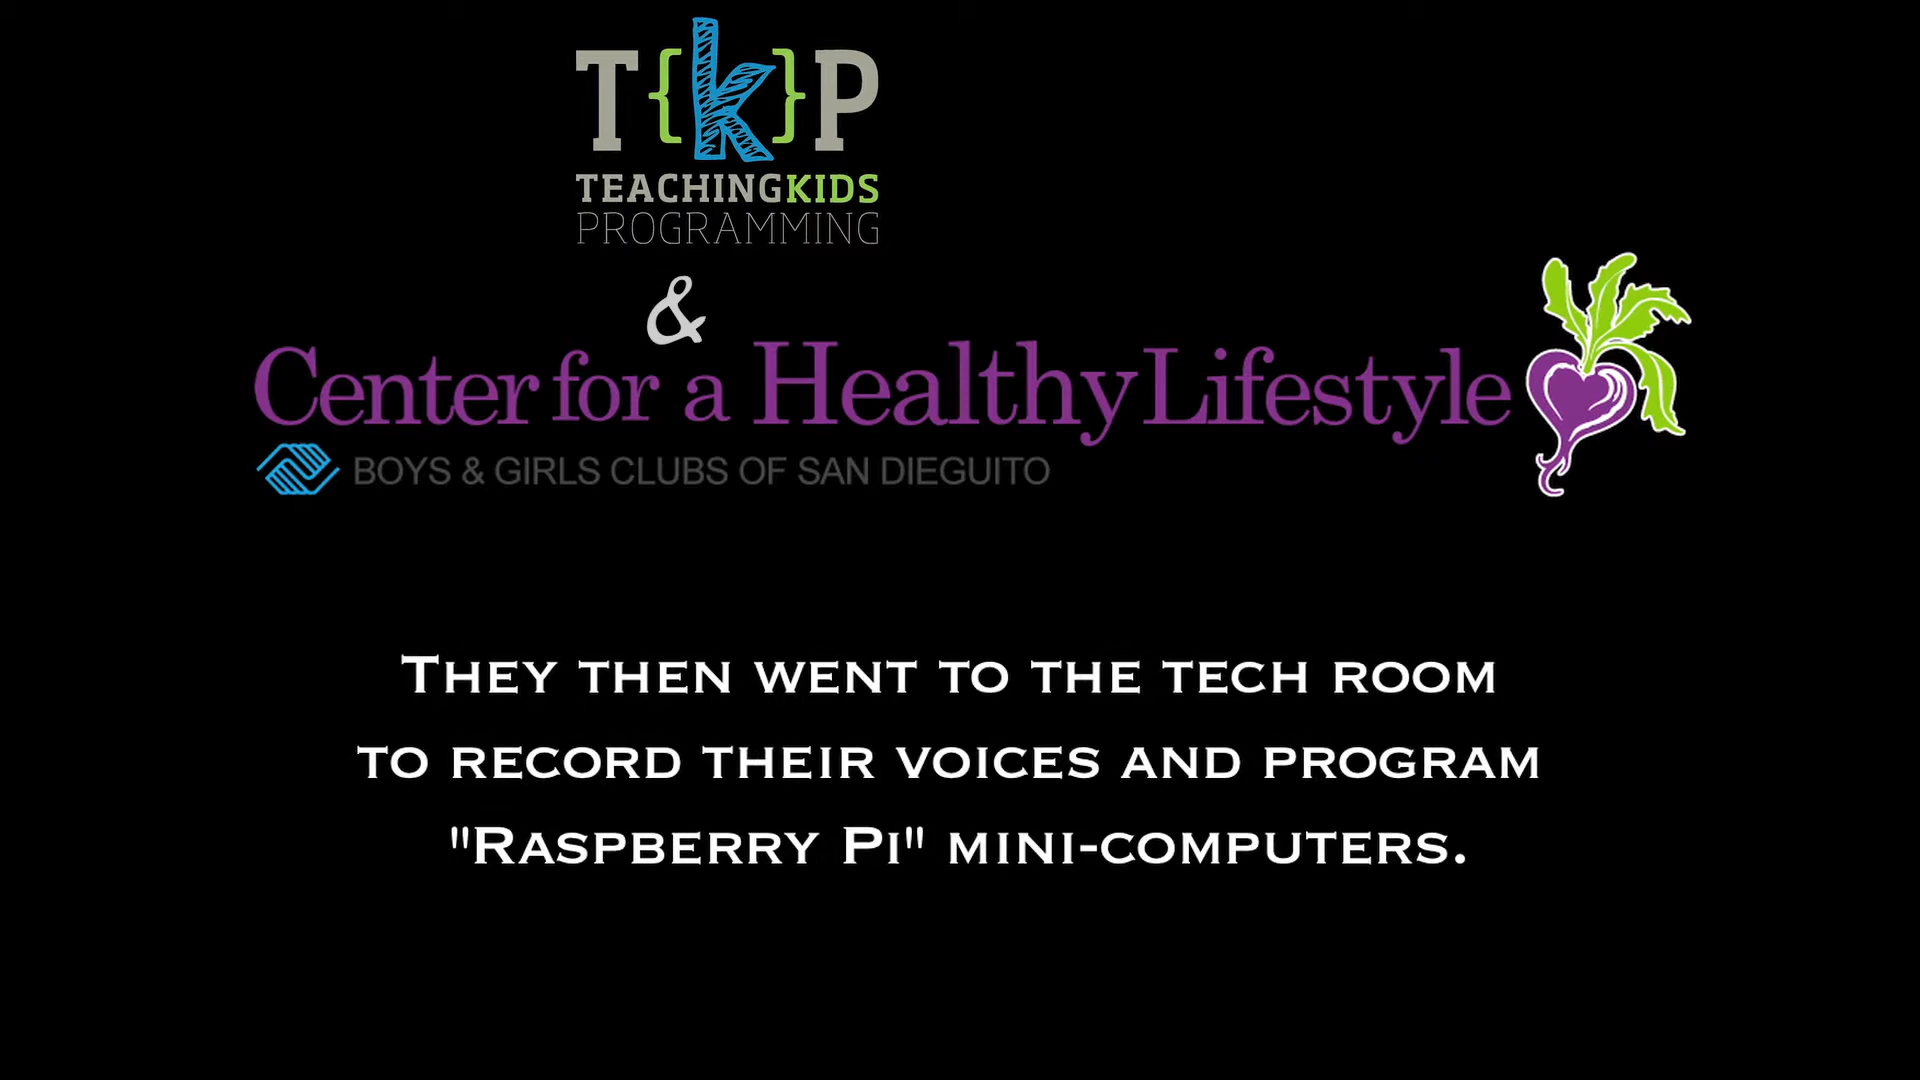 T{k}P
TEACHINGKIDS
PROGRAMMING
&
Center for a Healthy Lifestyle
BOYS & GIRLS CLUBS OF SAN DIEGUITO
They then went to the tech room
to record their voices and program
"Raspberry Pi" mini-computers.